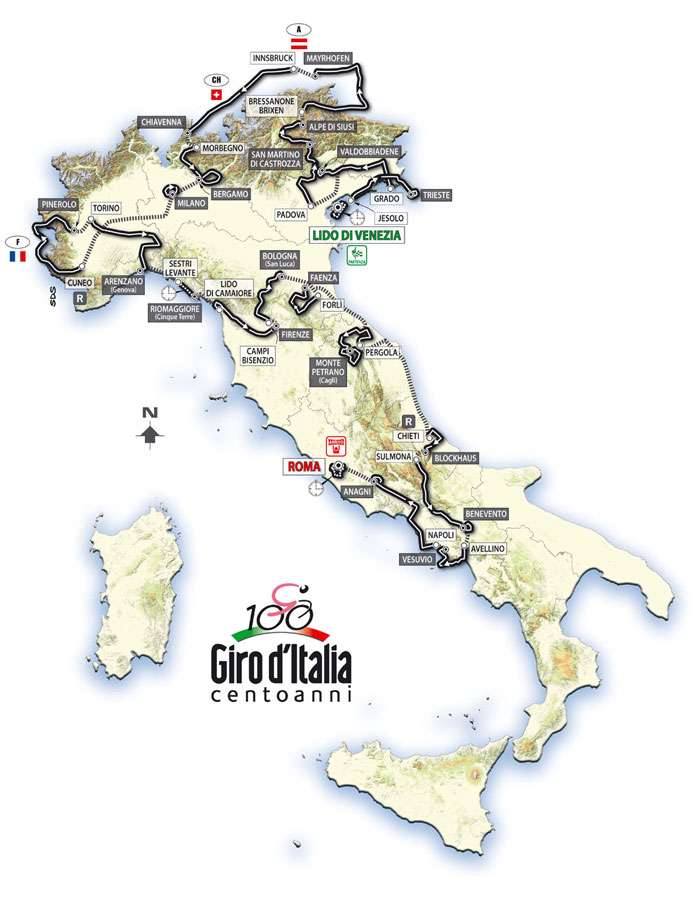 A
INNSBRUCK
MAYRHOFEN
CH
BRESSANONE
BRIXEN
CHIAVENNA
ALPE DI SIUSI
MORBEGNO
SAN MARTINO
DI CASTROZZA
VALDOBBIADENE
BERGAMO
TRIESTE
MILANO
GRADO
PINEROLO
TORINO
PADOVA
JESOLO
LIDO DI VENEZIA
F
PARTENZA
BOLOGNA
(San Luca)
SESTRI
LEVANTE
FAENZA
CUNEO
ARENZANO
(Genova)
LIDO
DI CAMAIORE
R
SDS
FORLÌ
RIOMAGGIORE
(Cinque Terre)
FIRENZE
CAMPI
BISENZIO
PERGOLA
MONTE
PETRANO
(Cagli)
N
R
CHIETI
ARRIVO
SULMONA
BLOCKHAUS
ROMA
ANAGNI
BENEVENTO
NAPOLI
AVELLINO
VESUVIO
100
Giro d'Italia
centoanni